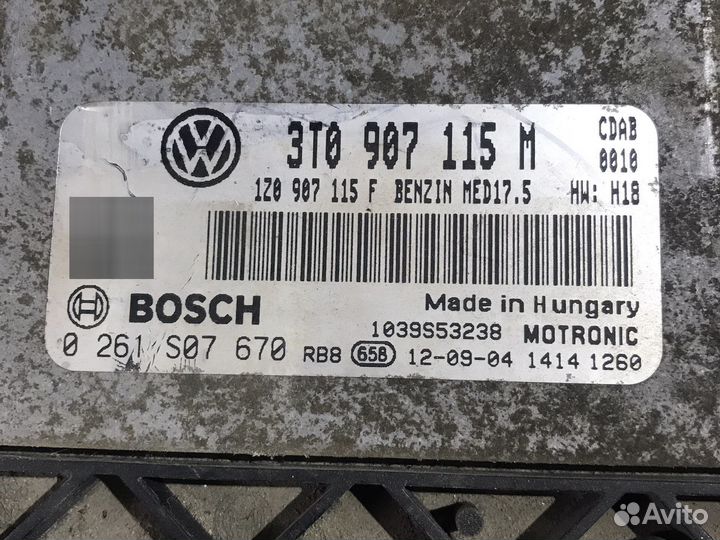 3T0 907 115 M CDAB
0010
1Z0 907 115 F BENZIN MED17.5 HW: H18
BOSCH Made in Hungary
1039S53238 MOTRONIC
0 261 S07 670 RB8 658 12-09-04 1414 1260
Avito